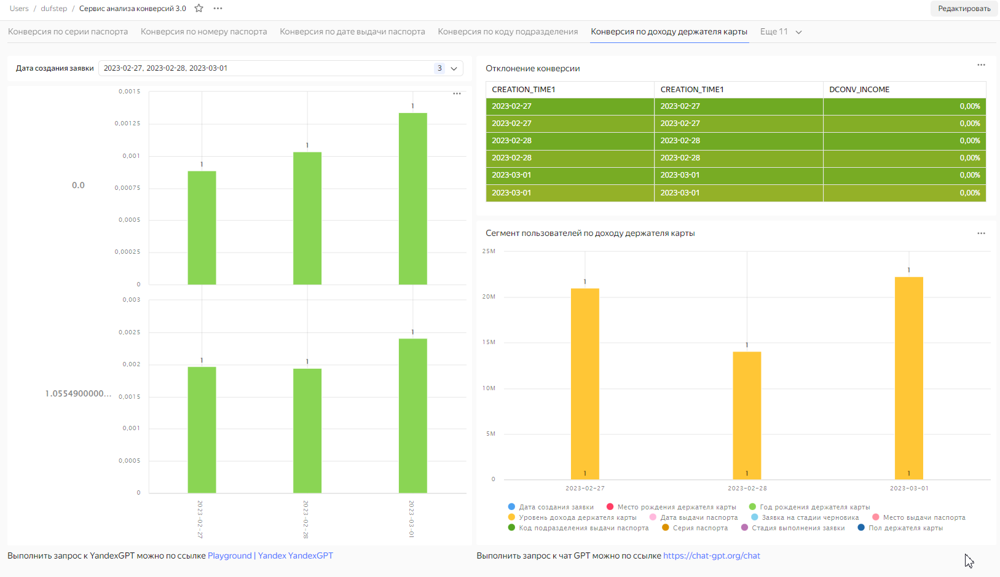 Users / dufstep / Сервис анализа конверсий 3.0
Редактировать
Конверсия по серии паспорта Конверсия по номеру паспорта Конверсия по дате выдачи паспорта Конверсия по коду подразделения Конверсия по доходу держателя карты Еще 11
Дата создания заявки 2023-02-27, 2023-02-28, 2023-03-01 3
0,0015
0,00125
0,001
0,00075
0,0005
0,00025
0
1
1
1
0.0
0,003
0,0025
0,002
0,0015
0,001
0,0005
0
1
1
1
1.0554900000...
2023-02-27
2023-02-28
2023-03-01
Отклонение конверсии
CREATION_TIME1 CREATION_TIME1 DCONV_INCOME
2023-02-27 2023-02-27 0,00%
2023-02-27 2023-02-27 0,00%
2023-02-28 2023-02-28 0,00%
2023-02-28 2023-02-28 0,00%
2023-03-01 2023-03-01 0,00%
2023-03-01 2023-03-01 0,00%
Сегмент пользователей по доходу держателя карты
25M
20M
15M
10M
5M
0
1
1
1
1 1 1
2023-02-27 2023-02-28 2023-03-01
Дата создания заявки Место рождения держателя карты Год рождения держателя карты
Уровень дохода держателя карты Дата выдачи паспорта Заявка на стадии черновика Место выдачи паспорта
Код подразделения выдачи паспорта Серия паспорта Стадия выполнения заявки Пол держателя карты
Выполнить запрос к YandexGPT можно по ссылке Playground | Yandex YandexGPT
Выполнить запрос к чат GPT можно по ссылке https://chat-gpt.org/chat